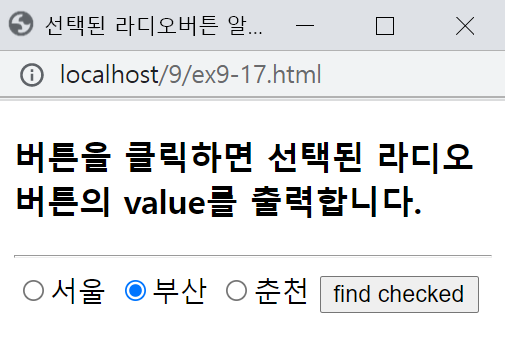 선택된 라디오버튼 알...
localhost/9/ex9-17.html
버튼을 클릭하면 선택된 라디오
버튼의 value를 출력합니다.
서울 부산 춘천 find checked